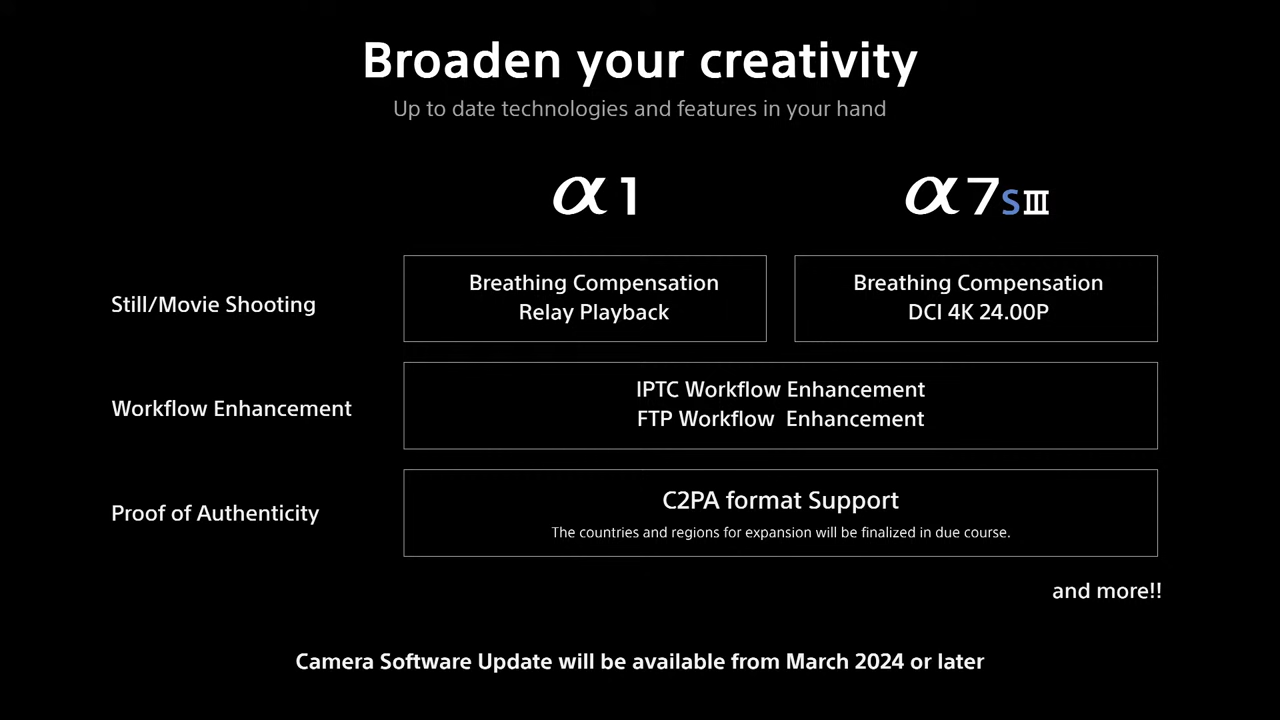 Broaden your creativity
Up to date technologies and features in your hand
α1
α7SIII
Still/Movie Shooting
Breathing Compensation
Relay Playback
Breathing Compensation
DCI 4K 24.00P
Workflow Enhancement
IPTC Workflow Enhancement
FTP Workflow  Enhancement
Proof of Authenticity
C2PA format Support
The countries and regions for expansion will be finalized in due course.
and more!!
Camera Software Update will be available from March 2024 or later